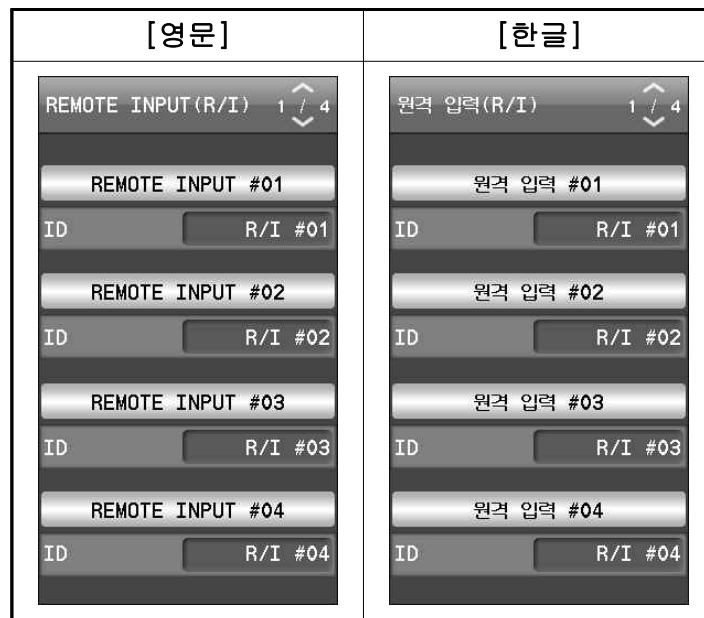 [영문]
[한글]
REMOTE INPUT(R/I) 1 / 4
REMOTE INPUT #01
ID R/I #01
REMOTE INPUT #02
ID R/I #02
REMOTE INPUT #03
ID R/I #03
REMOTE INPUT #04
ID R/I #04
원격 입력(R/I) 1 / 4
원격 입력 #01
ID R/I #01
원격 입력 #02
ID R/I #02
원격 입력 #03
ID R/I #03
원격 입력 #04
ID R/I #04